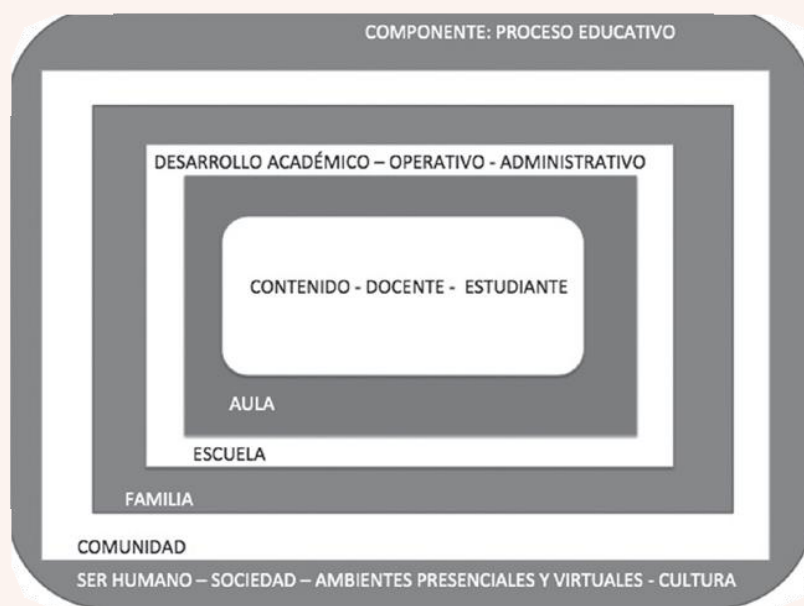 COMPONENTE: PROCESO EDUCATIVO
DESARROLLO ACADÉMICO – OPERATIVO - ADMINISTRATIVO
CONTENIDO - DOCENTE - ESTUDIANTE
AULA
ESCUELA
FAMILIA
COMUNIDAD
SER HUMANO – SOCIEDAD – AMBIENTES PRESENCIALES Y VIRTUALES - CULTURA